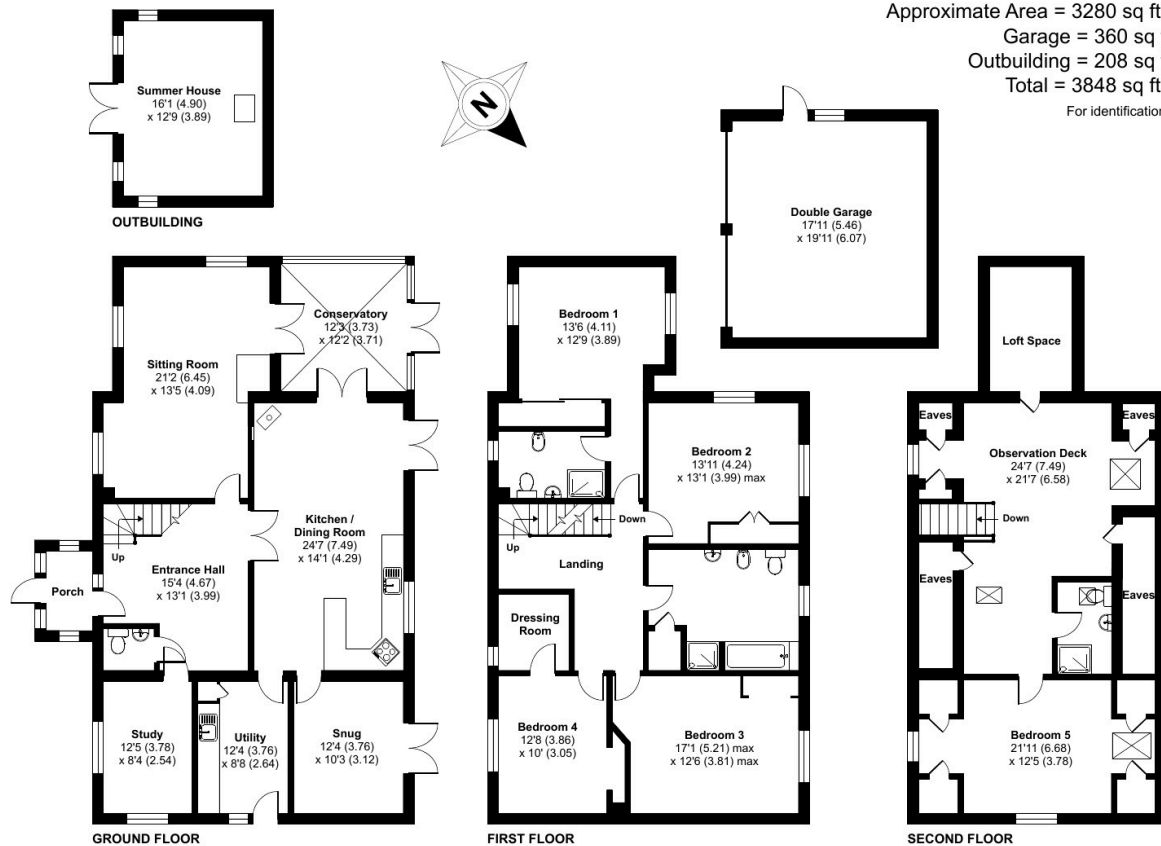 Approximate Area = 3280 sq ft
Garage = 360 sq
Outbuilding = 208 sq
Total = 3848 sq ft
For identification
Summer House
16'1 (4.90)
x 12'9 (3.89)
OUTBUILDING
N
Double Garage
17'11 (5.46)
x 19'11 (6.07)
Conservatory
12'3 (3.73)
x 12'2 (3.71)
Sitting Room
21'2 (6.45)
x 13'5 (4.09)
Kitchen /
Dining Room
24'7 (7.49)
x 14'1 (4.29)
Up
Entrance Hall
15'4 (4.67)
x 13'1 (3.99)
Porch
Study
12'5 (3.78)
x 8'4 (2.54)
Utility
12'4 (3.76)
x 8'8 (2.64)
Snug
12'4 (3.76)
x 10'3 (3.12)
GROUND FLOOR
Bedroom 1
13'6 (4.11)
x 12'9 (3.89)
Bedroom 2
13'11 (4.24)
x 13'1 (3.99) max
Down
Up
Landing
Dressing
Room
Bedroom 4
12'8 (3.86)
x 10' (3.05)
Bedroom 3
17'1 (5.21) max
x 12'6 (3.81) max
FIRST FLOOR
Loft Space
Eaves
Eaves
Observation Deck
24'7 (7.49)
x 21'7 (6.58)
Down
Eaves
Eaves
Bedroom 5
21'11 (6.68)
x 12'5 (3.78)
SECOND FLOOR